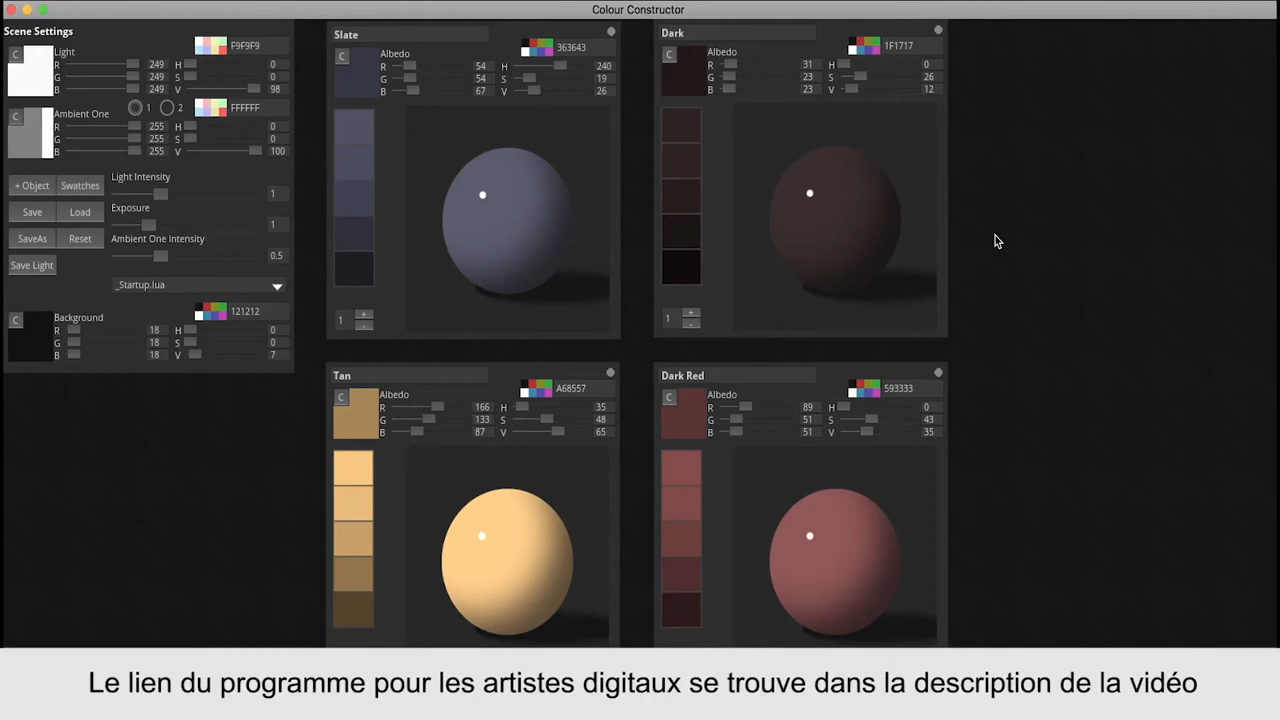 Colour Constructor
Scene Settings
C
Light
F9F9F9
R 249 H 0
G 249 S 0
B 249 V 98
C
Ambient One
1 2
FFFFFF
R 255 H 0
G 255 S 0
B 255 V 100
+ Object Swatches
Light Intensity
1
Save Load
Exposure
1
SaveAs Reset
Ambient One Intensity
0.5
Save Light
_Startup.lua
C
Background
121212
R 18 H 0
G 18 S 0
B 18 V 7
Slate
C
Albedo
363643
R 54 H 240
G 54 S 19
B 67 V 26
1 + -
Dark
C
Albedo
1F1717
R 31 H 0
G 23 S 26
B 23 V 12
1 + -
Tan
C
Albedo
A68557
R 166 H 35
G 133 S 48
B 87 V 65
Dark Red
C
Albedo
593333
R 89 H 0
G 51 S 43
B 51 V 35
Le lien du programme pour les artistes digitaux se trouve dans la description de la vidéo